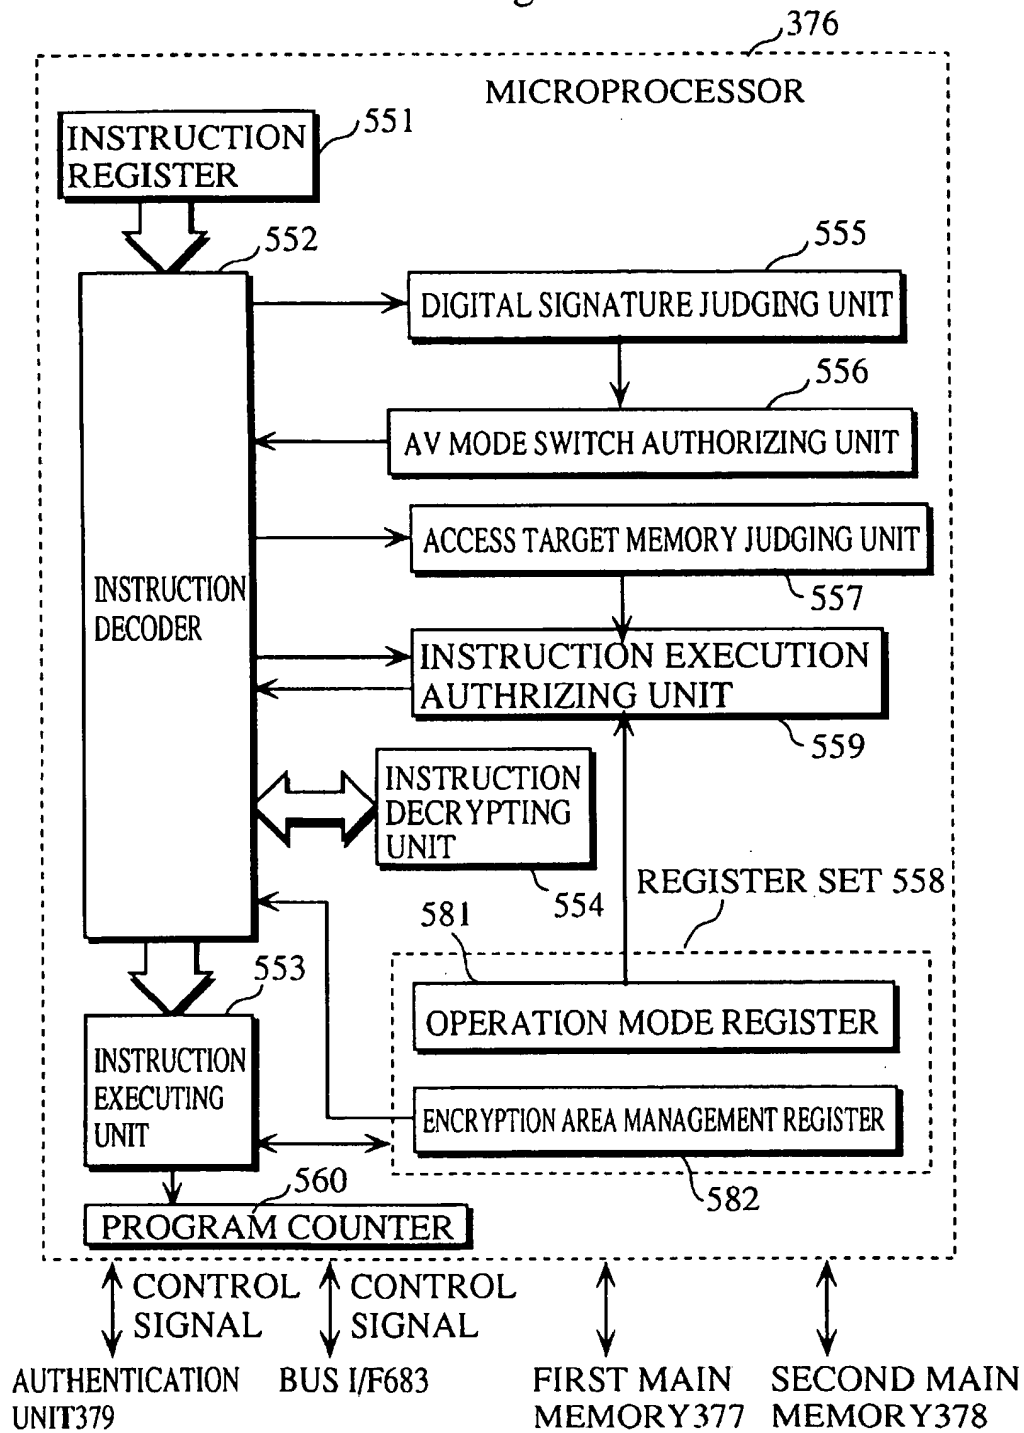 376
MICROPROCESSOR
INSTRUCTION
REGISTER
551
552
555
DIGITAL SIGNATURE JUDGING UNIT
556
AV MODE SWITCH AUTHORIZING UNIT
ACCESS TARGET MEMORY JUDGING UNIT
557
INSTRUCTION
DECODER
INSTRUCTION EXECUTION
AUTHRIZING UNIT
559
INSTRUCTION
DECRYPTING
UNIT
554
REGISTER SET 558
581
553
OPERATION MODE REGISTER
INSTRUCTION
EXECUTING
UNIT
ENCRYPTION AREA MANAGEMENT REGISTER
582
560
PROGRAM COUNTER
CONTROL
SIGNAL
CONTROL
SIGNAL
AUTHENTICATION
UNIT379
BUS I/F683
FIRST MAIN
MEMORY377
SECOND MAIN
MEMORY378